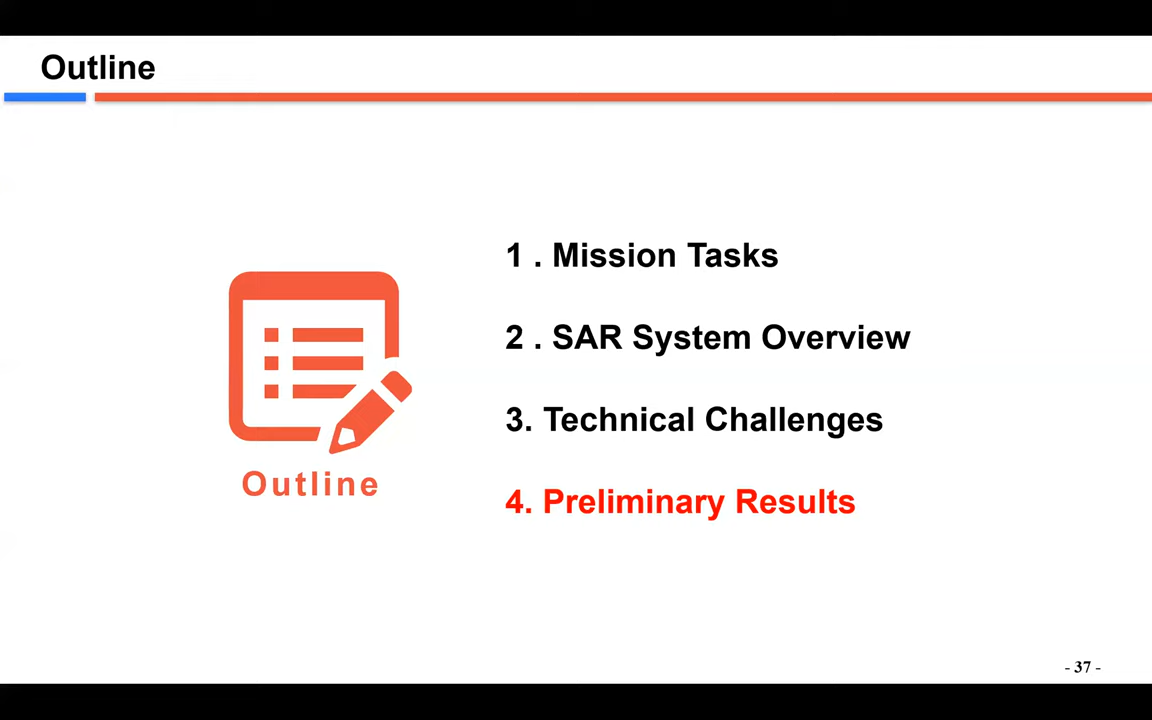 Outline
1 . Mission Tasks
2 . SAR System Overview
3. Technical Challenges
4. Preliminary Results
Outline
- 37 -